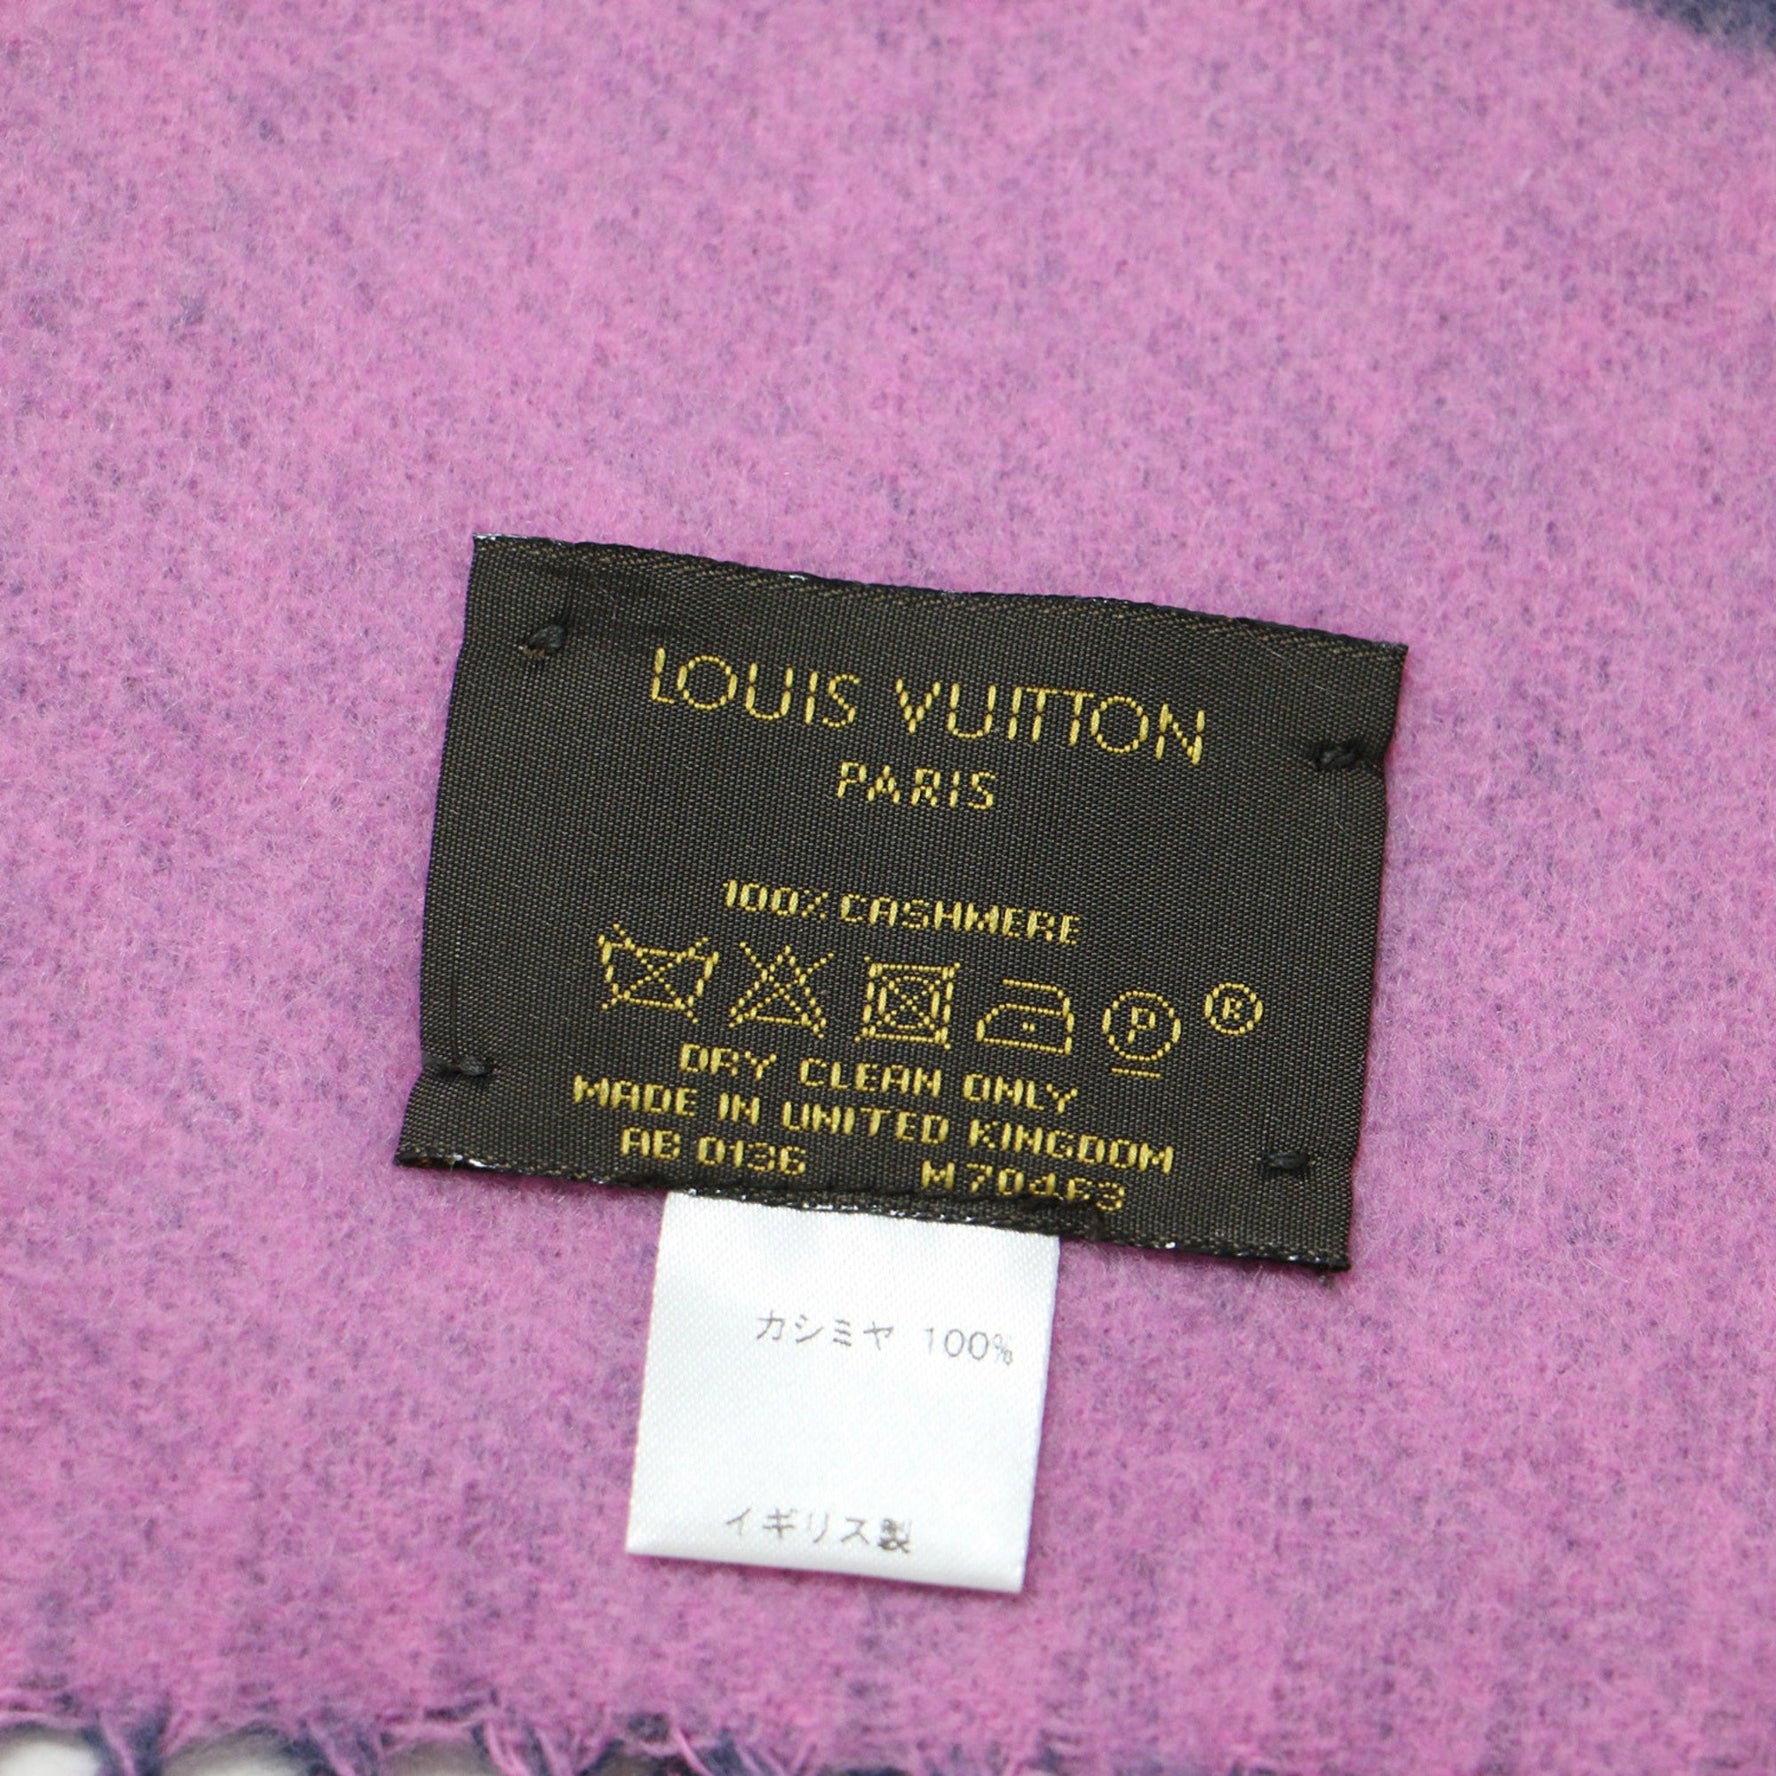 LOUIS VUITTON
PARIS
100% CASHMERE
P ®
DRY CLEAN ONLY
MADE IN UNITED KINGDOM
AB 0136 M70463
カシミヤ 100%
イギリス製